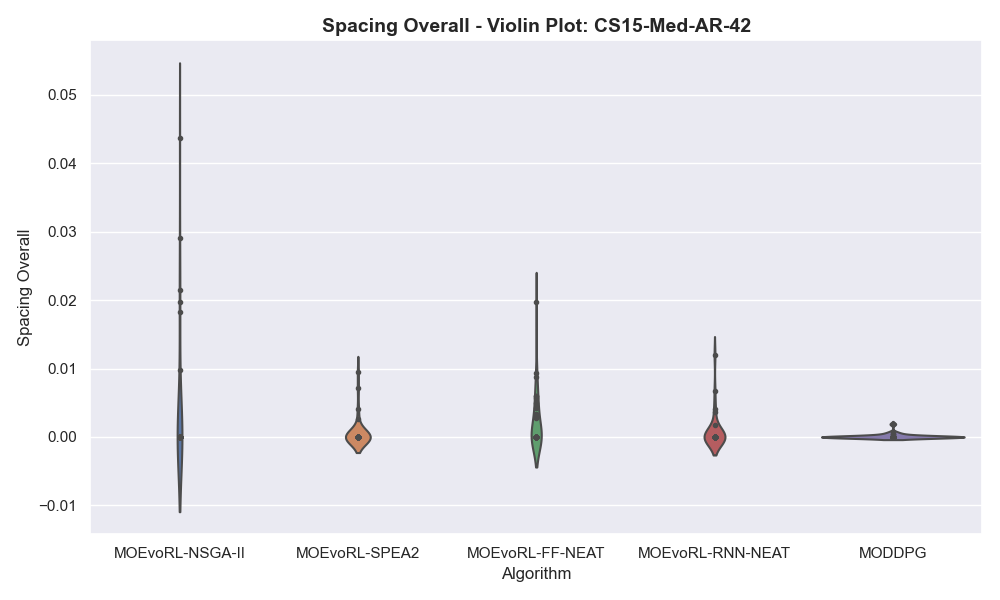 Spacing Overall - Violin Plot: CS15-Med-AR-42
Spacing Overall
0.05
0.04
0.03
0.02
0.01
0.00
−0.01
MOEvoRL-NSGA-II
MOEvoRL-SPEA2
MOEvoRL-FF-NEAT
MOEvoRL-RNN-NEAT
MODDPG
Algorithm